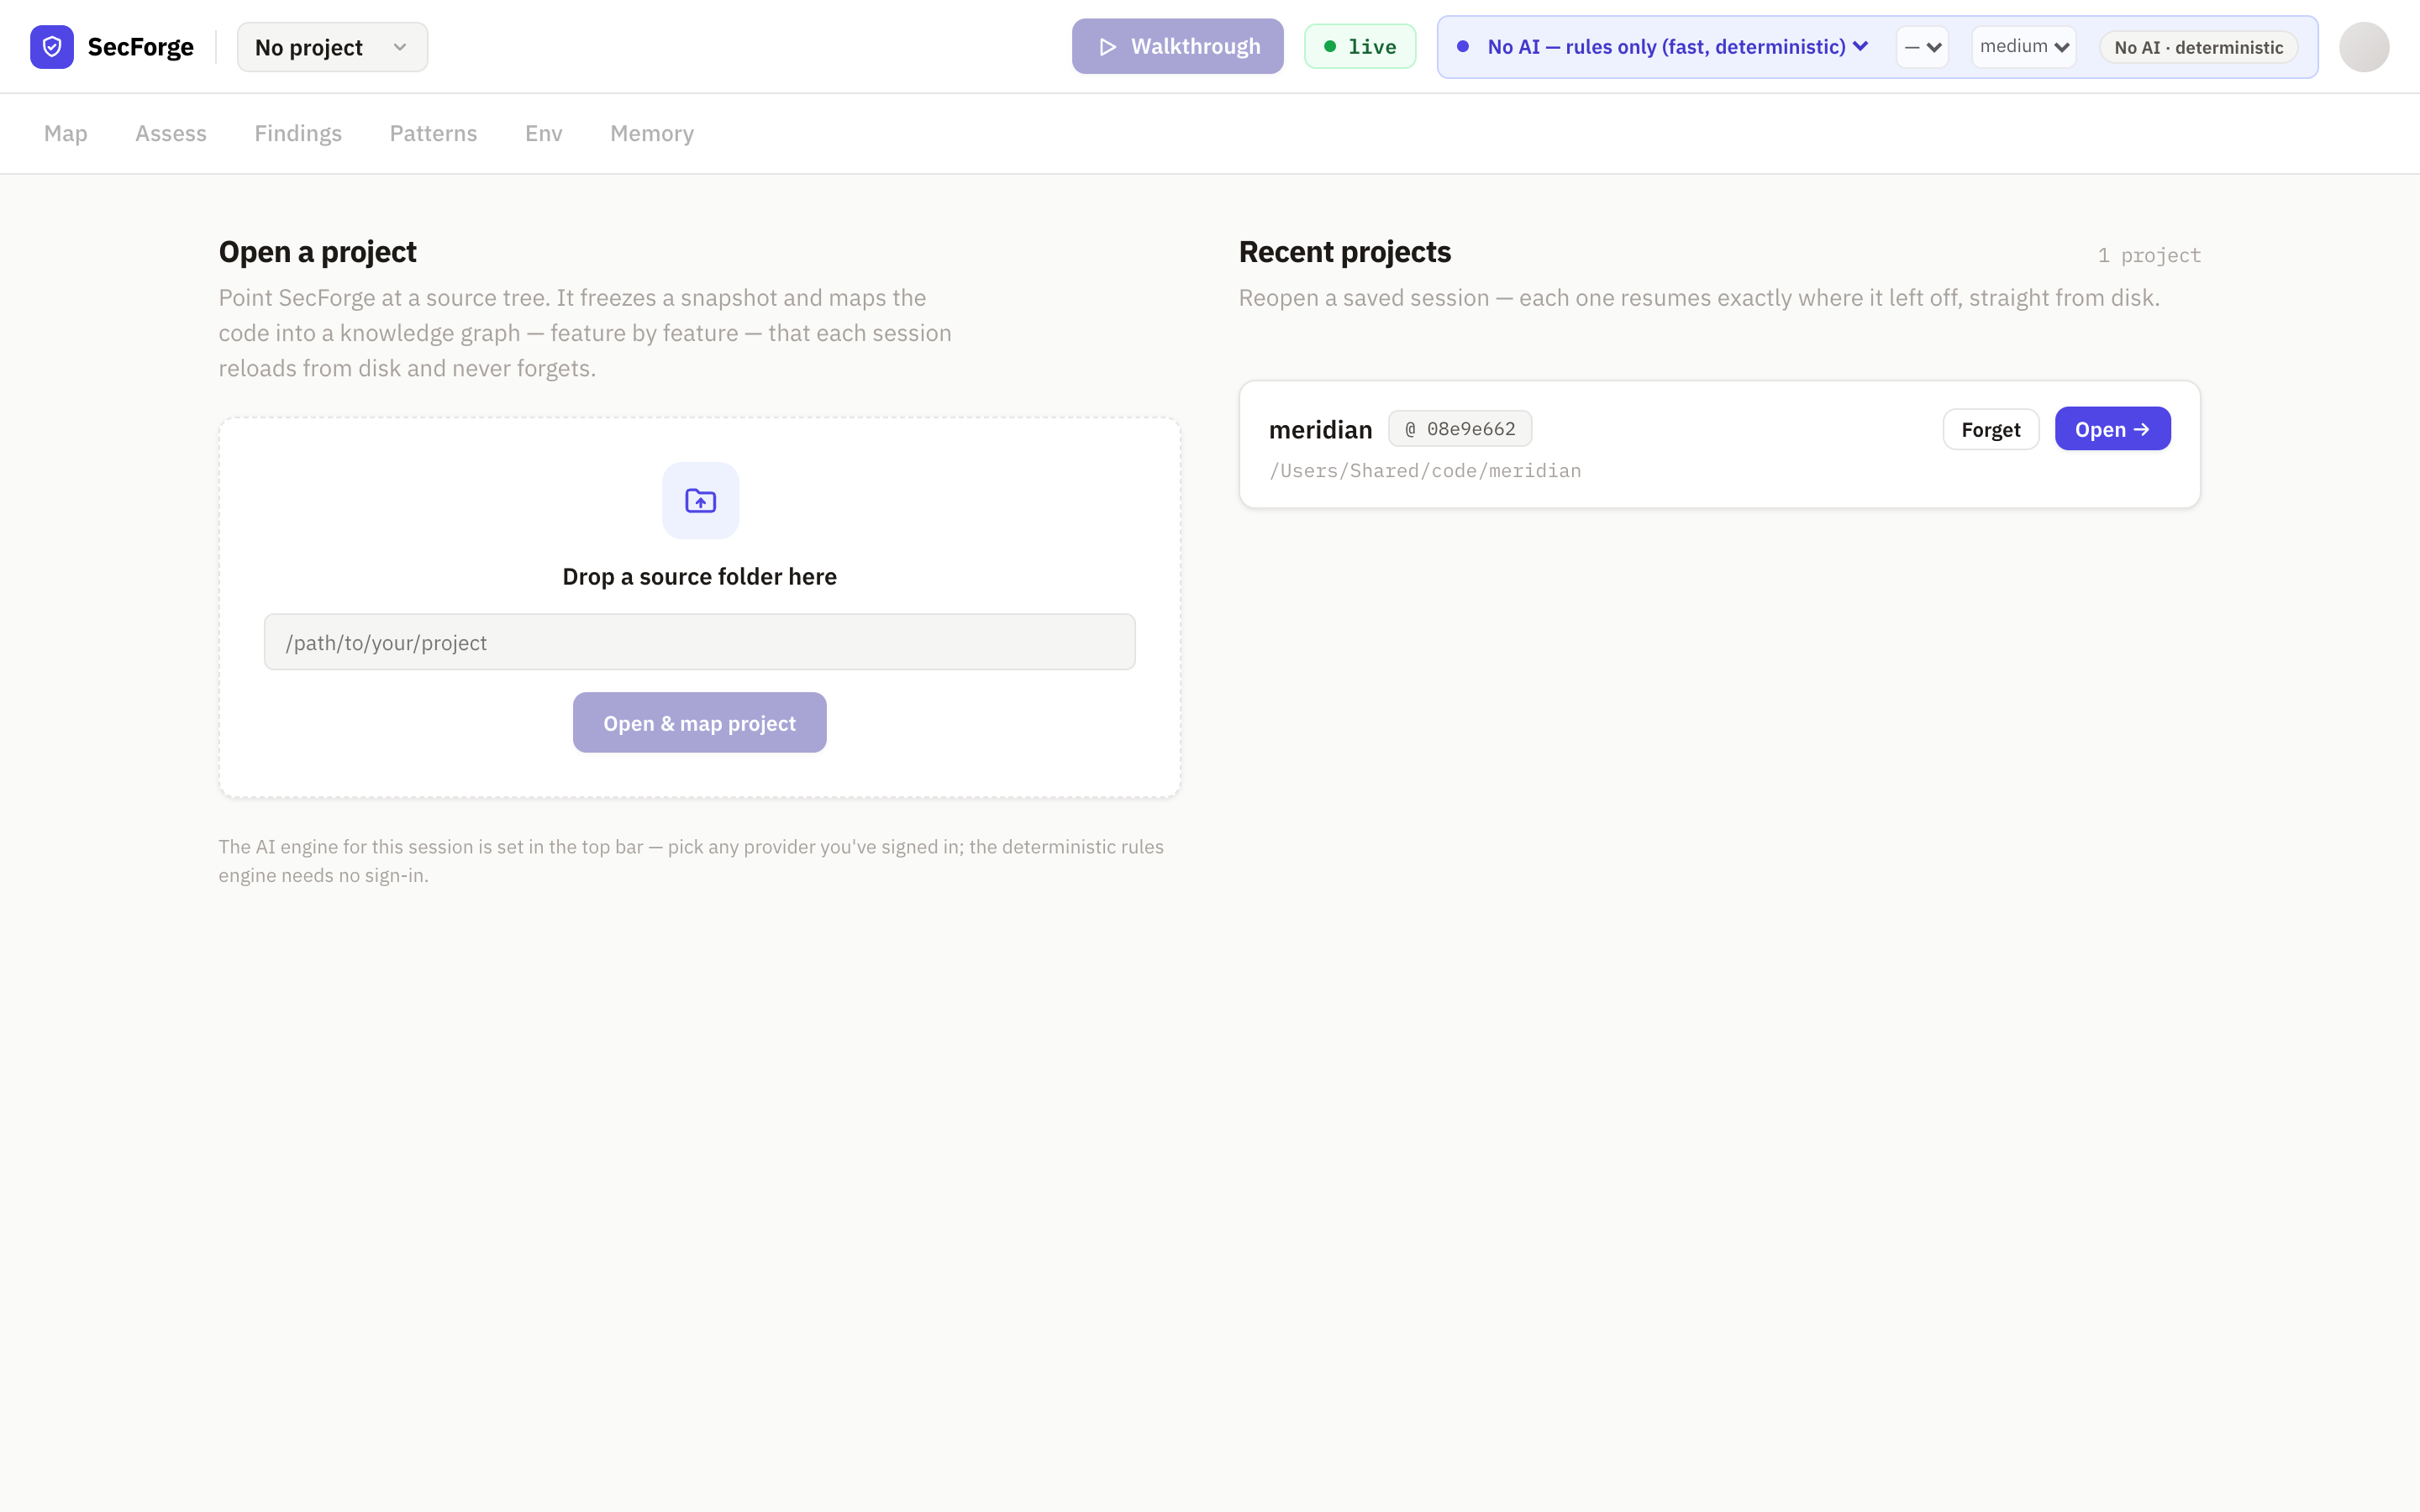 SecForge
No project
Walkthrough
live
No AI — rules only (fast, deterministic)
—
medium
No AI · deterministic
Map
Assess
Findings
Patterns
Env
Memory
Open a project
Point SecForge at a source tree. It freezes a snapshot and maps the
code into a knowledge graph — feature by feature — that each session
reloads from disk and never forgets.
Drop a source folder here
/path/to/your/project
Open & map project
The AI engine for this session is set in the top bar — pick any provider you've signed in; the deterministic rules
engine needs no sign-in.
Recent projects
1 project
Reopen a saved session — each one resumes exactly where it left off, straight from disk.
meridian
@ 08e9e662
Forget
Open →
/Users/Shared/code/meridian